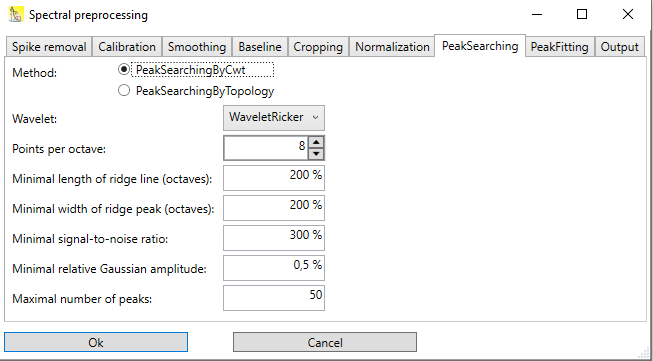 Spectral preprocessing
Spike removal Calibration Smoothing Baseline Cropping Normalization PeakSearching PeakFitting Output
Method: PeakSearchingByCwt
PeakSearchingByTopology
Wavelet: WaveletRicker
Points per octave: 8
Minimal length of ridge line (octaves): 200 %
Minimal width of ridge peak (octaves): 200 %
Minimal signal-to-noise ratio: 300 %
Minimal relative Gaussian amplitude: 0,5 %
Maximal number of peaks: 50
Ok Cancel